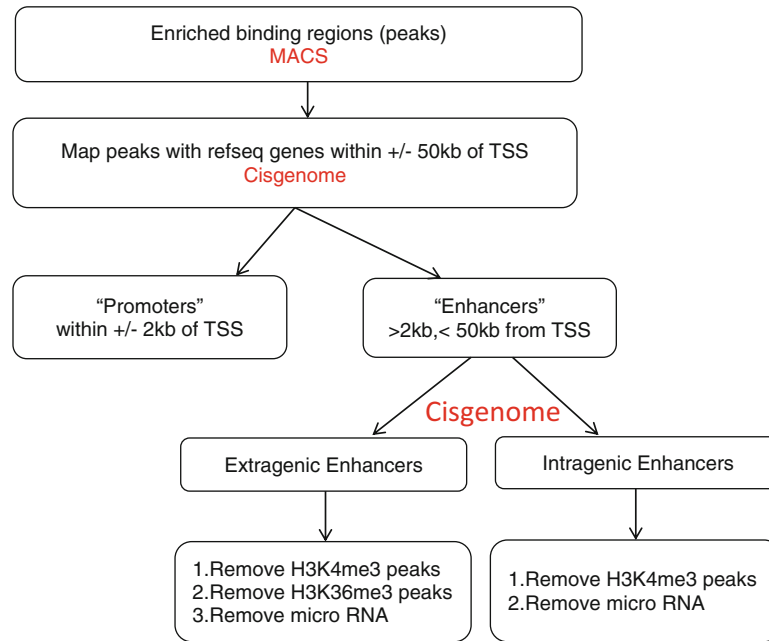 Enriched binding regions (peaks)
MACS
Map peaks with refseq genes within +/- 50kb of TSS
Cisgenome
“Promoters”
within +/- 2kb of TSS
“Enhancers”
>2kb,< 50kb from TSS
Cisgenome
Extragenic Enhancers
Intragenic Enhancers
1.Remove H3K4me3 peaks
2.Remove H3K36me3 peaks
3.Remove micro RNA
1.Remove H3K4me3 peaks
2.Remove micro RNA